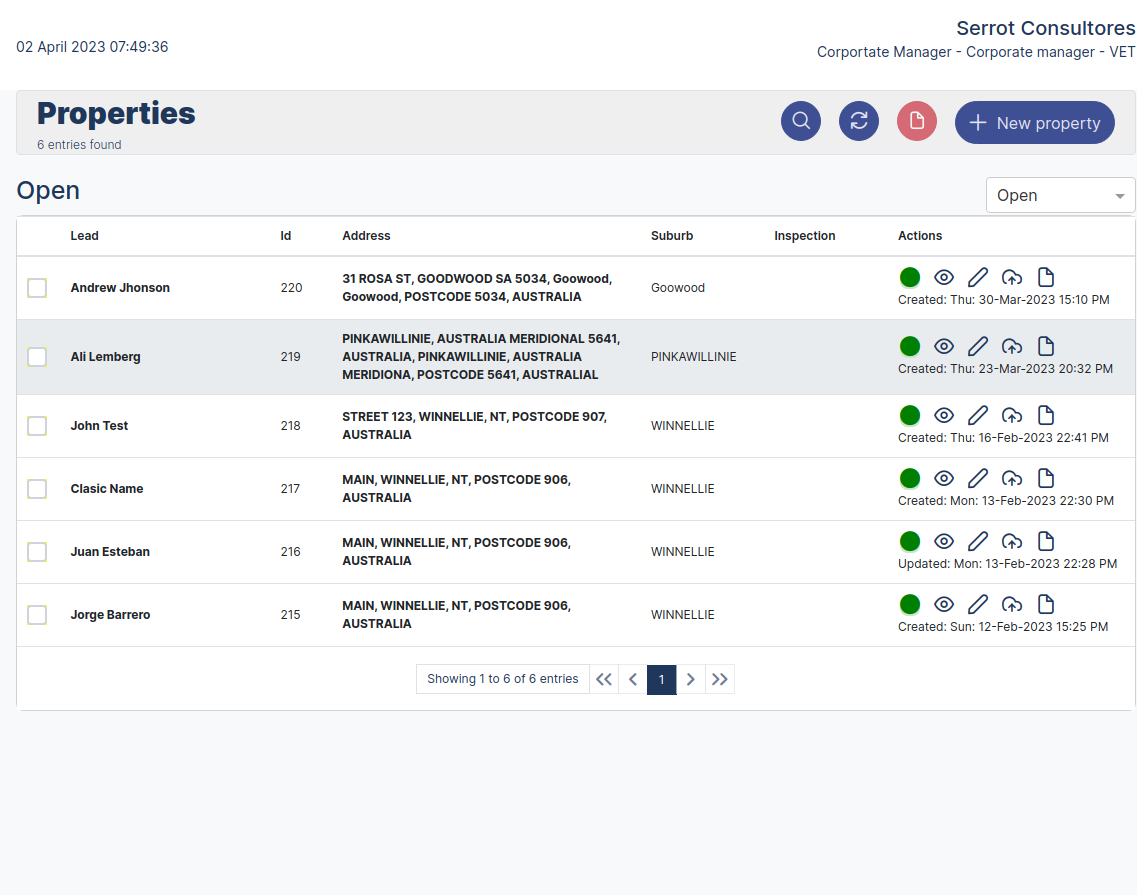 Serrot Consultores
02 April 2023 07:49:36
Corportate Manager - Corporate manager - VET
Properties
6 entries found
New property
Open
Open
Lead Id Address Suburb Inspection Actions
Andrew Jhonson 220 31 ROSA ST, GOODWOOD SA 5034, Goowood, Goowood
Goowood, POSTCODE 5034, AUSTRALIA
Created: Thu: 30-Mar-2023 15:10 PM
PINKAWILLINIE, AUSTRALIA MERIDIONAL 5641,
Ali Lemberg 219 AUSTRALIA, PINKAWILLINIE, AUSTRALIA PINKAWILLINIE
MERIDIONA, POSTCODE 5641, AUSTRALIAL
Created: Thu: 23-Mar-2023 20:32 PM
John Test 218 STREET 123, WINNELLIE, NT, POSTCODE 907, WINNELLIE
AUSTRALIA
Created: Thu: 16-Feb-2023 22:41 PM
Clasic Name 217 MAIN, WINNELLIE, NT, POSTCODE 906, WINNELLIE
AUSTRALIA
Created: Mon: 13-Feb-2023 22:30 PM
Juan Esteban 216 MAIN, WINNELLIE, NT, POSTCODE 906, WINNELLIE
AUSTRALIA
Updated: Mon: 13-Feb-2023 22:28 PM
Jorge Barrero 215 MAIN, WINNELLIE, NT, POSTCODE 906, WINNELLIE
AUSTRALIA
Created: Sun: 12-Feb-2023 15:25 PM
Showing 1 to 6 of 6 entries 1